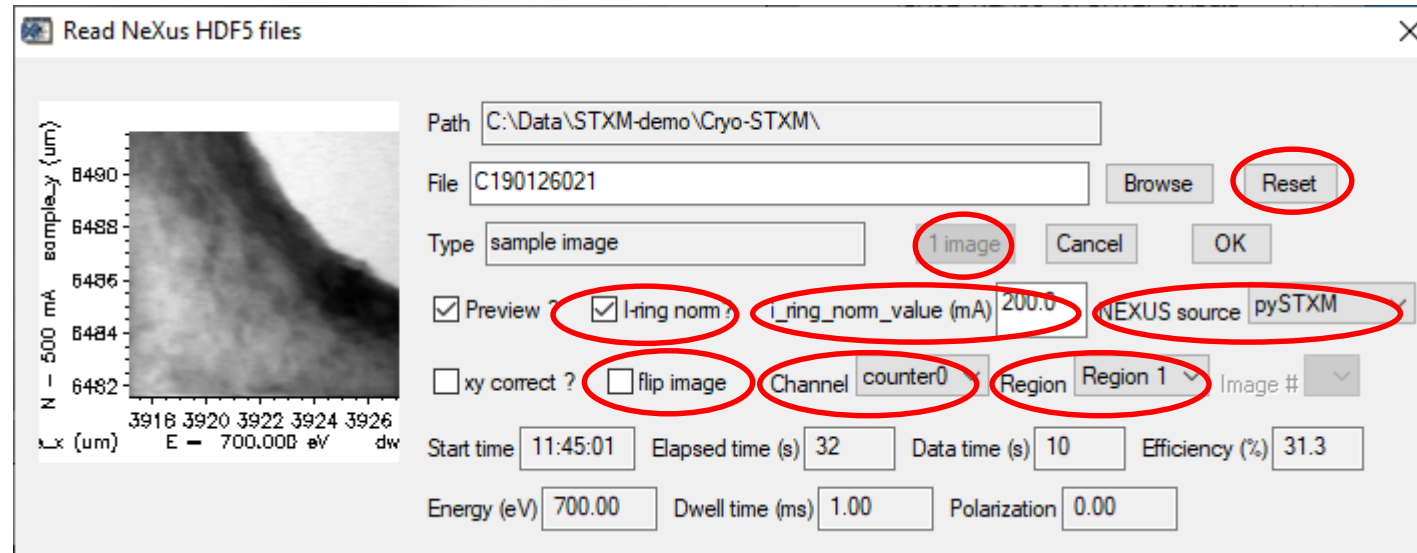 Read NeXus HDF5 files
Path C:\Data\STXM-demo\Cryo-STXM\
File C190126021 Browse Reset
Type sample image 1 image Cancel OK
Preview ? I-ring norm? i_ring_norm_value (mA) 200.0 NEXUS source pySTXM
xy correct ? flip image Channel counter0 Region Region 1 Image #
Start time 11:45:01 Elapsed time (s) 32 Data time (s) 10 Efficiency (%) 31.3
Energy (eV) 700.00 Dwell time (ms) 1.00 Polarization 0.00
N - 500 mA sample_y (um)
6490
6488
6486
6484
6482
3916 3920 3922 3924 3926
a_x (um) E - 700.000 eV dw